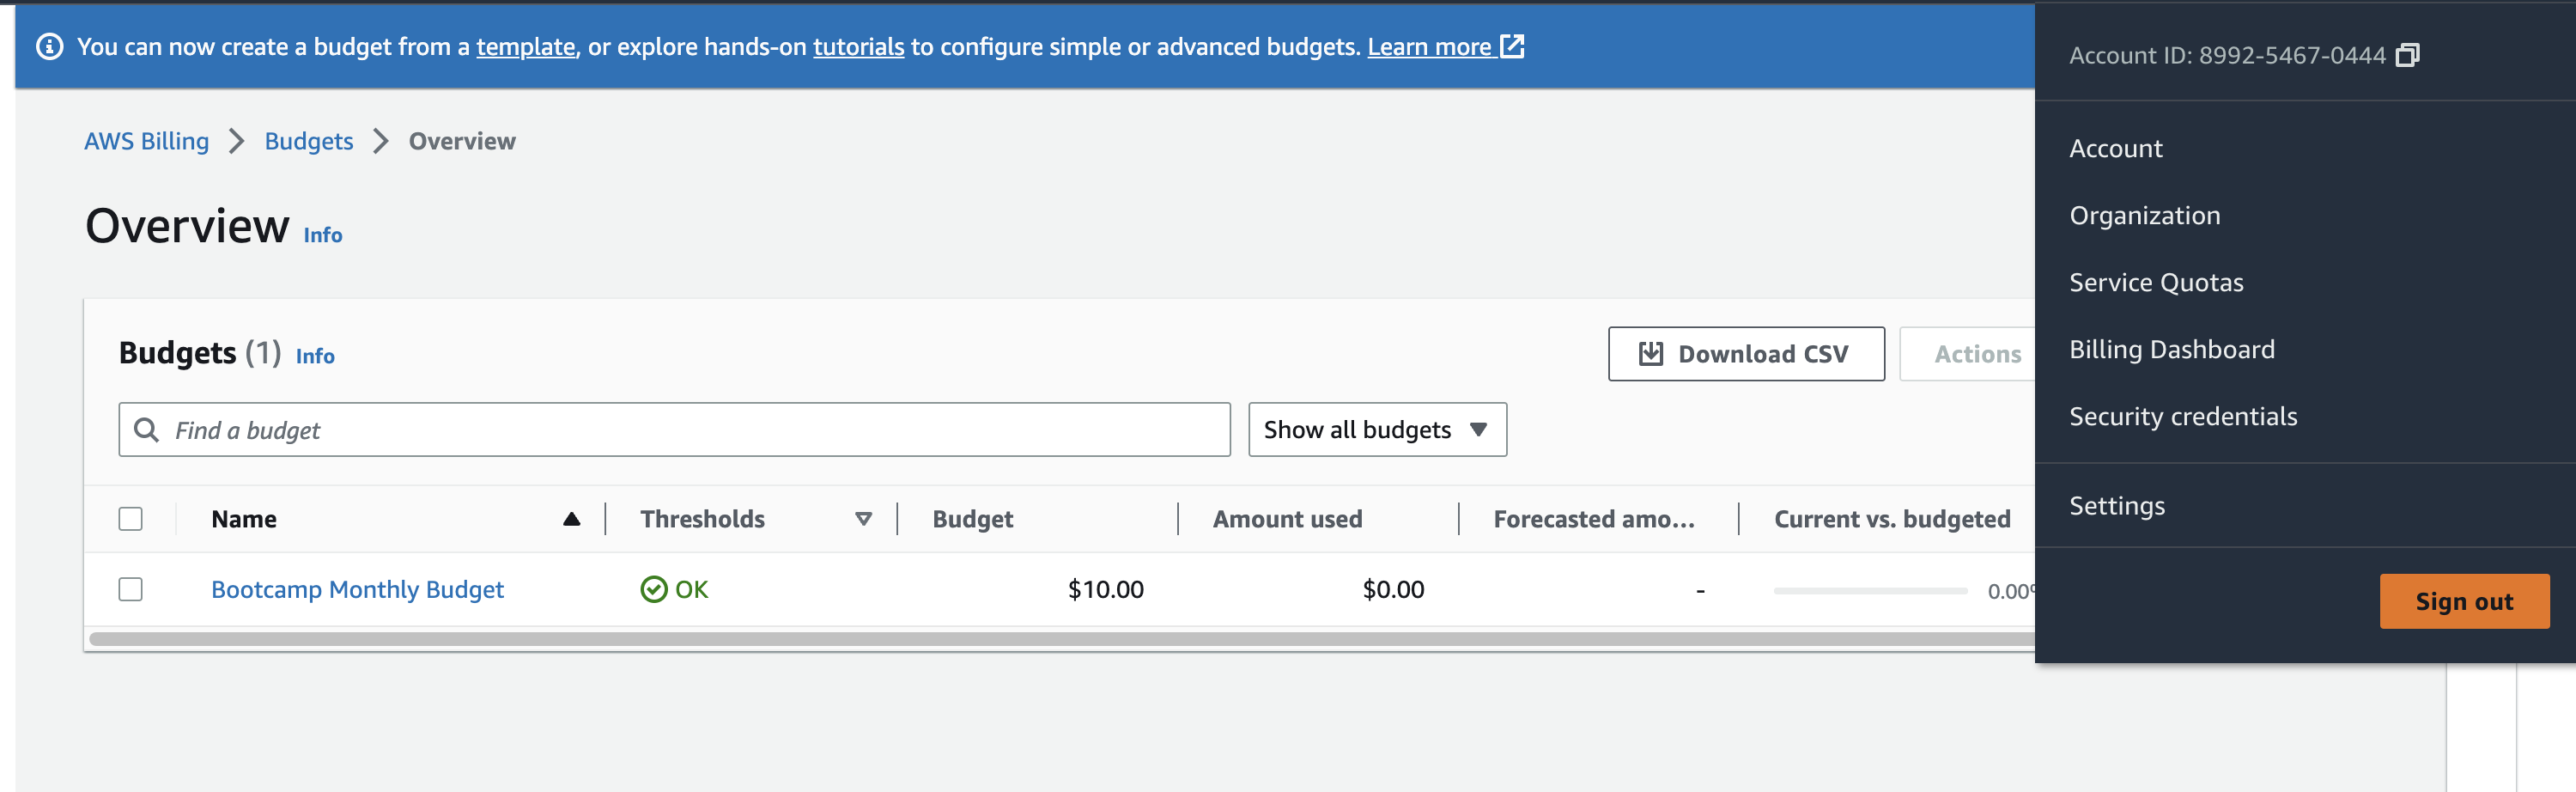 You can now create a budget from a template, or explore hands-on tutorials to configure simple or advanced budgets. Learn more
Account ID: 8992-5467-0444
AWS Billing
Budgets
Overview
Account
Organization
Service Quotas
Billing Dashboard
Security credentials
Settings
Sign out
Overview Info
Budgets (1) Info
Download CSV
Actions
Find a budget
Show all budgets
Name Thresholds Budget Amount used Forecasted amo... Current vs. budgeted
Bootcamp Monthly Budget OK $10.00 $0.00 - 0.00